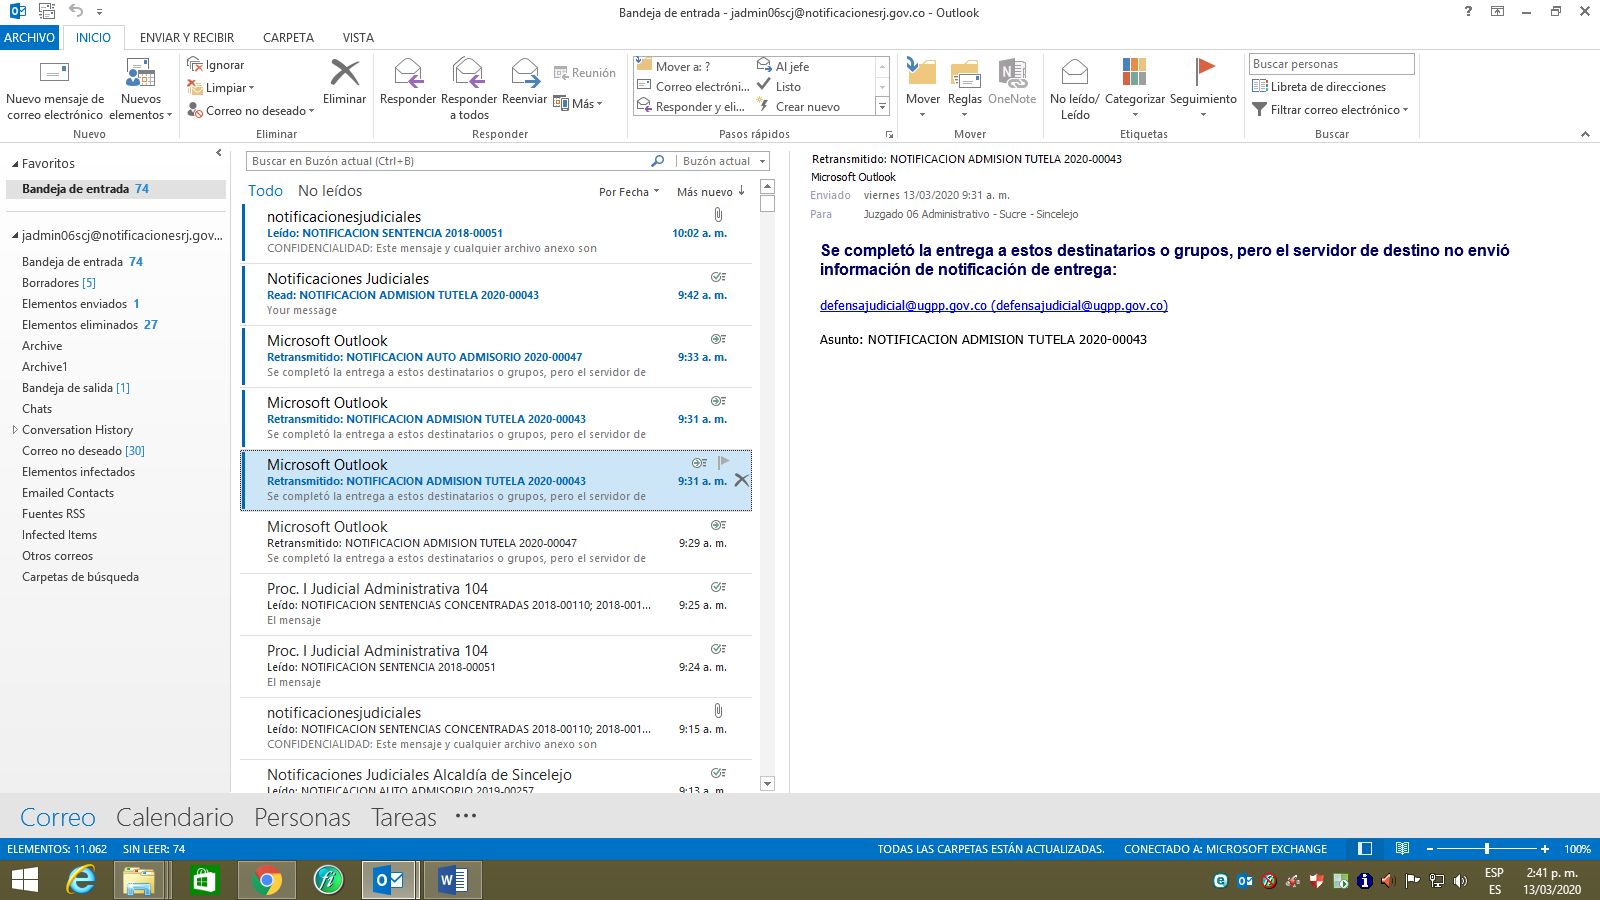 Bandeja de entrada - jadmin06scj@notificacionesrj.gov.co - Outlook
ARCHIVO INICIO ENVIAR Y RECIBIR CARPETA VISTA
Nuevo mensaje de correo electrónico
Nuevos elementos
Nuevo
Ignorar
Limpiar
Correo no deseado
Eliminar
Eliminar
Responder
Responder a todos
Reenviar
Reunión
Más
Responder
Mover a: ?
Correo electróni...
Responder y eli...
Al jefe
Listo
Crear nuevo
Pasos rápidos
Mover
Reglas
OneNote
Mover
No leído/ Leído
Categorizar
Seguimiento
Etiquetas
Buscar personas
Libreta de direcciones
Filtrar correo electrónico
Buscar
Favoritos
Bandeja de entrada 74
jadmin06scj@notificacionesrj.gov...
Bandeja de entrada 74
Borradores [5]
Elementos enviados 1
Elementos eliminados 27
Archive
Archive1
Bandeja de salida [1]
Chats
Conversation History
Correo no deseado [30]
Elementos infectados
Emailed Contacts
Fuentes RSS
Infected Items
Otros correos
Carpetas de búsqueda
Buscar en Buzón actual (Ctrl+B) Buzón actual
Todo No leídos Por Fecha Más nuevo
notificacionesjudiciales
Leído: NOTIFICACION SENTENCIA 2018-00051 10:02 a. m.
CONFIDENCIALIDAD: Este mensaje y cualquier archivo anexo son
Notificaciones Judiciales
Read: NOTIFICACION ADMISION TUTELA 2020-00043 9:42 a. m.
Your message
Microsoft Outlook
Retransmitido: NOTIFICACION AUTO ADMISORIO 2020-00047 9:33 a. m.
Se completó la entrega a estos destinatarios o grupos, pero el servidor de
Microsoft Outlook
Retransmitido: NOTIFICACION ADMISION TUTELA 2020-00043 9:31 a. m.
Se completó la entrega a estos destinatarios o grupos, pero el servidor de
Microsoft Outlook
Retransmitido: NOTIFICACION ADMISION TUTELA 2020-00043 9:31 a. m.
Se completó la entrega a estos destinatarios o grupos, pero el servidor de
Microsoft Outlook
Retransmitido: NOTIFICACION ADMISION TUTELA 2020-00047 9:29 a. m.
Se completó la entrega a estos destinatarios o grupos, pero el servidor de
Proc. I Judicial Administrativa 104
Leído: NOTIFICACION SENTENCIAS CONCENTRADAS 2018-00110; 2018-001... 9:25 a. m.
El mensaje
Proc. I Judicial Administrativa 104
Leído: NOTIFICACION SENTENCIA 2018-00051 9:24 a. m.
El mensaje
notificacionesjudiciales
Leído: NOTIFICACION SENTENCIAS CONCENTRADAS 2018-00110; 2018-001... 9:15 a. m.
CONFIDENCIALIDAD: Este mensaje y cualquier archivo anexo son
Notificaciones Judiciales Alcaldía de Sincelejo
Leído: NOTIFICACION AUTO ADMISORIO 2019-00257 9:13 a. m.
Retransmitido: NOTIFICACION ADMISION TUTELA 2020-00043
Microsoft Outlook
Enviado viernes 13/03/2020 9:31 a. m.
Para Juzgado 06 Administrativo - Sucre - Sincelejo
Se completó la entrega a estos destinatarios o grupos, pero el servidor de destino no envió
información de notificación de entrega:
defensajudicial@ugpp.gov.co (defensajudicial@ugpp.gov.co)
Asunto: NOTIFICACION ADMISION TUTELA 2020-00043
Correo Calendario Personas Tareas ···
ELEMENTOS: 11.062 SIN LEER: 74 TODAS LAS CARPETAS ESTÁN ACTUALIZADAS. CONECTADO A: MICROSOFT EXCHANGE 100%
ESP 2:41 p. m.
ES 13/03/2020